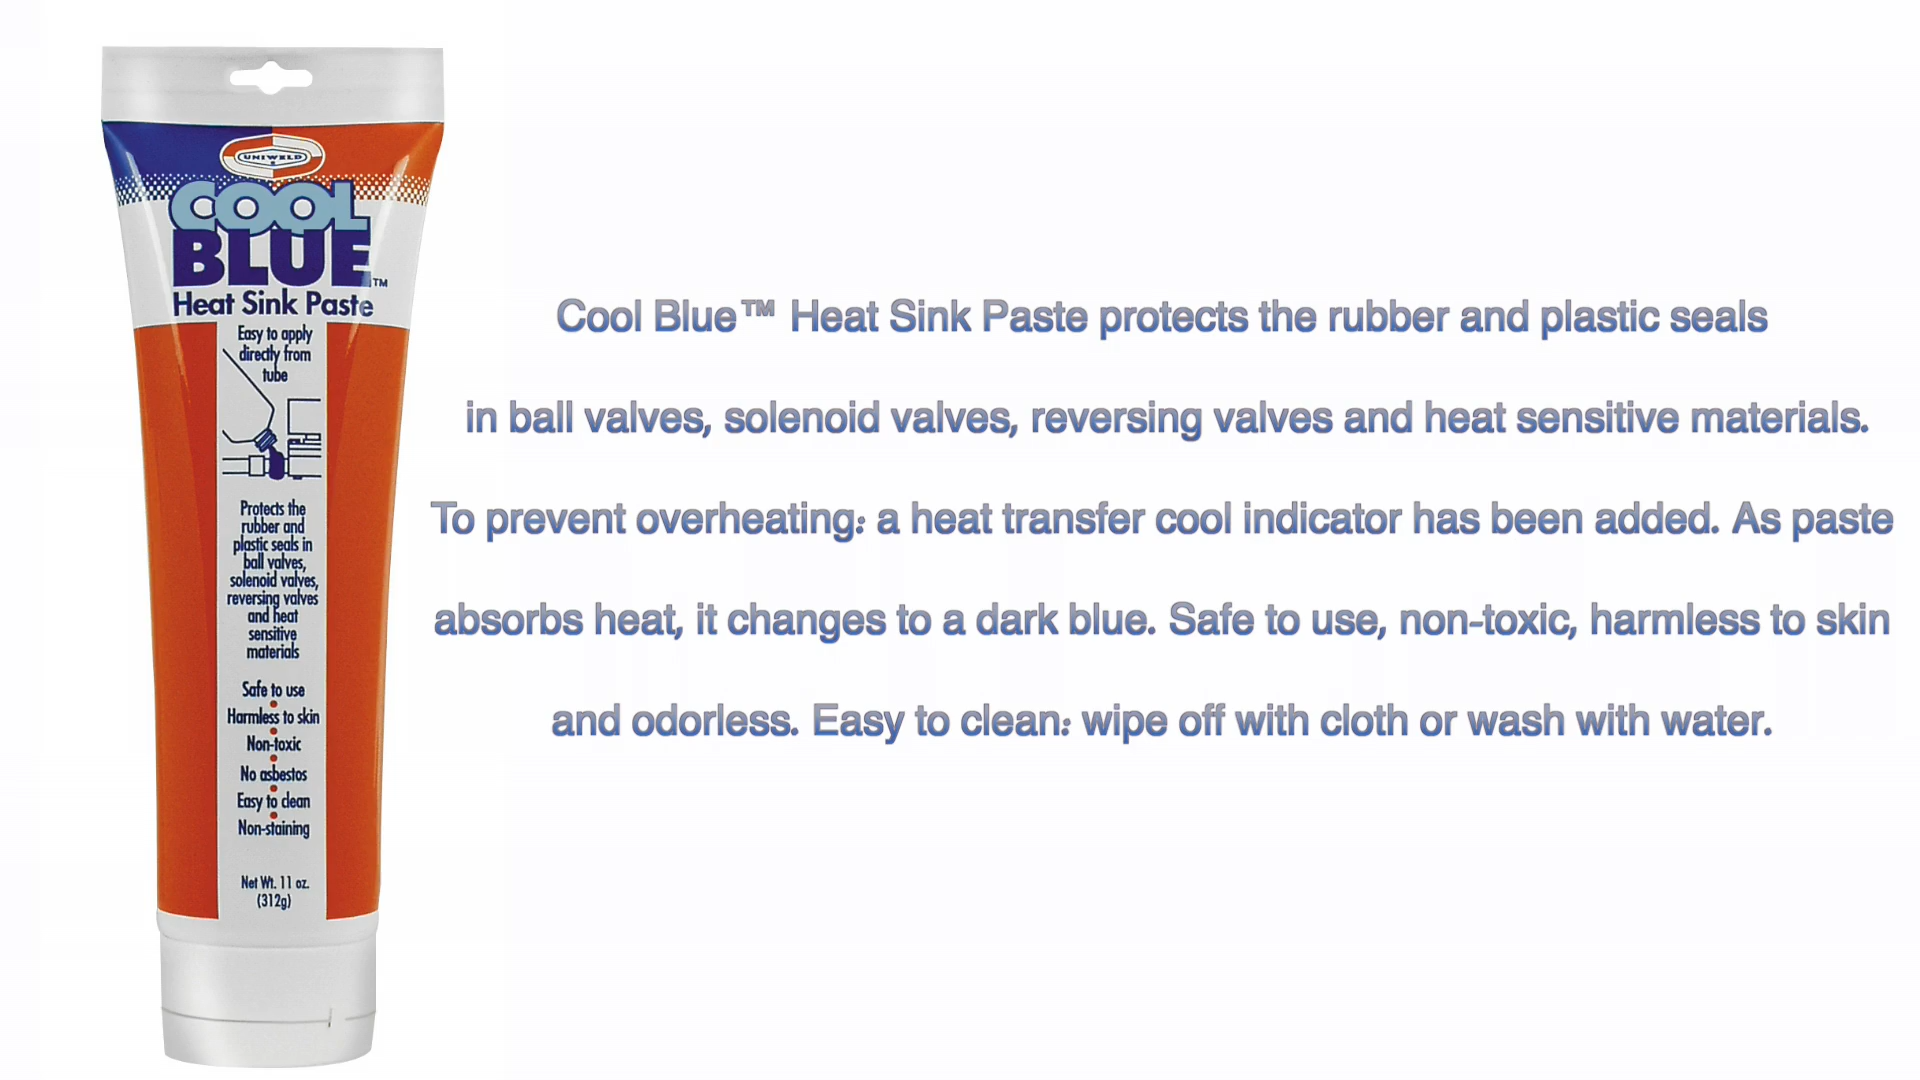 UNIWELD
COOL
BLUE™
Heat Sink Paste
Easy to apply
directly from
tube
Protects the
rubber and
plastic seals in
ball valves,
solenoid valves,
reversing valves
and heat
sensitive
materials
Safe to use
Harmless to skin
Non-toxic
No asbestos
Easy to clean
Non-staining
Net Wt. 11 oz.
(312g)
Cool Blue™ Heat Sink Paste protects the rubber and plastic seals
in ball valves, solenoid valves, reversing valves and heat sensitive materials.
To prevent overheating: a heat transfer cool indicator has been added. As paste
absorbs heat, it changes to a dark blue. Safe to use, non-toxic, harmless to skin
and odorless. Easy to clean: wipe off with cloth or wash with water.